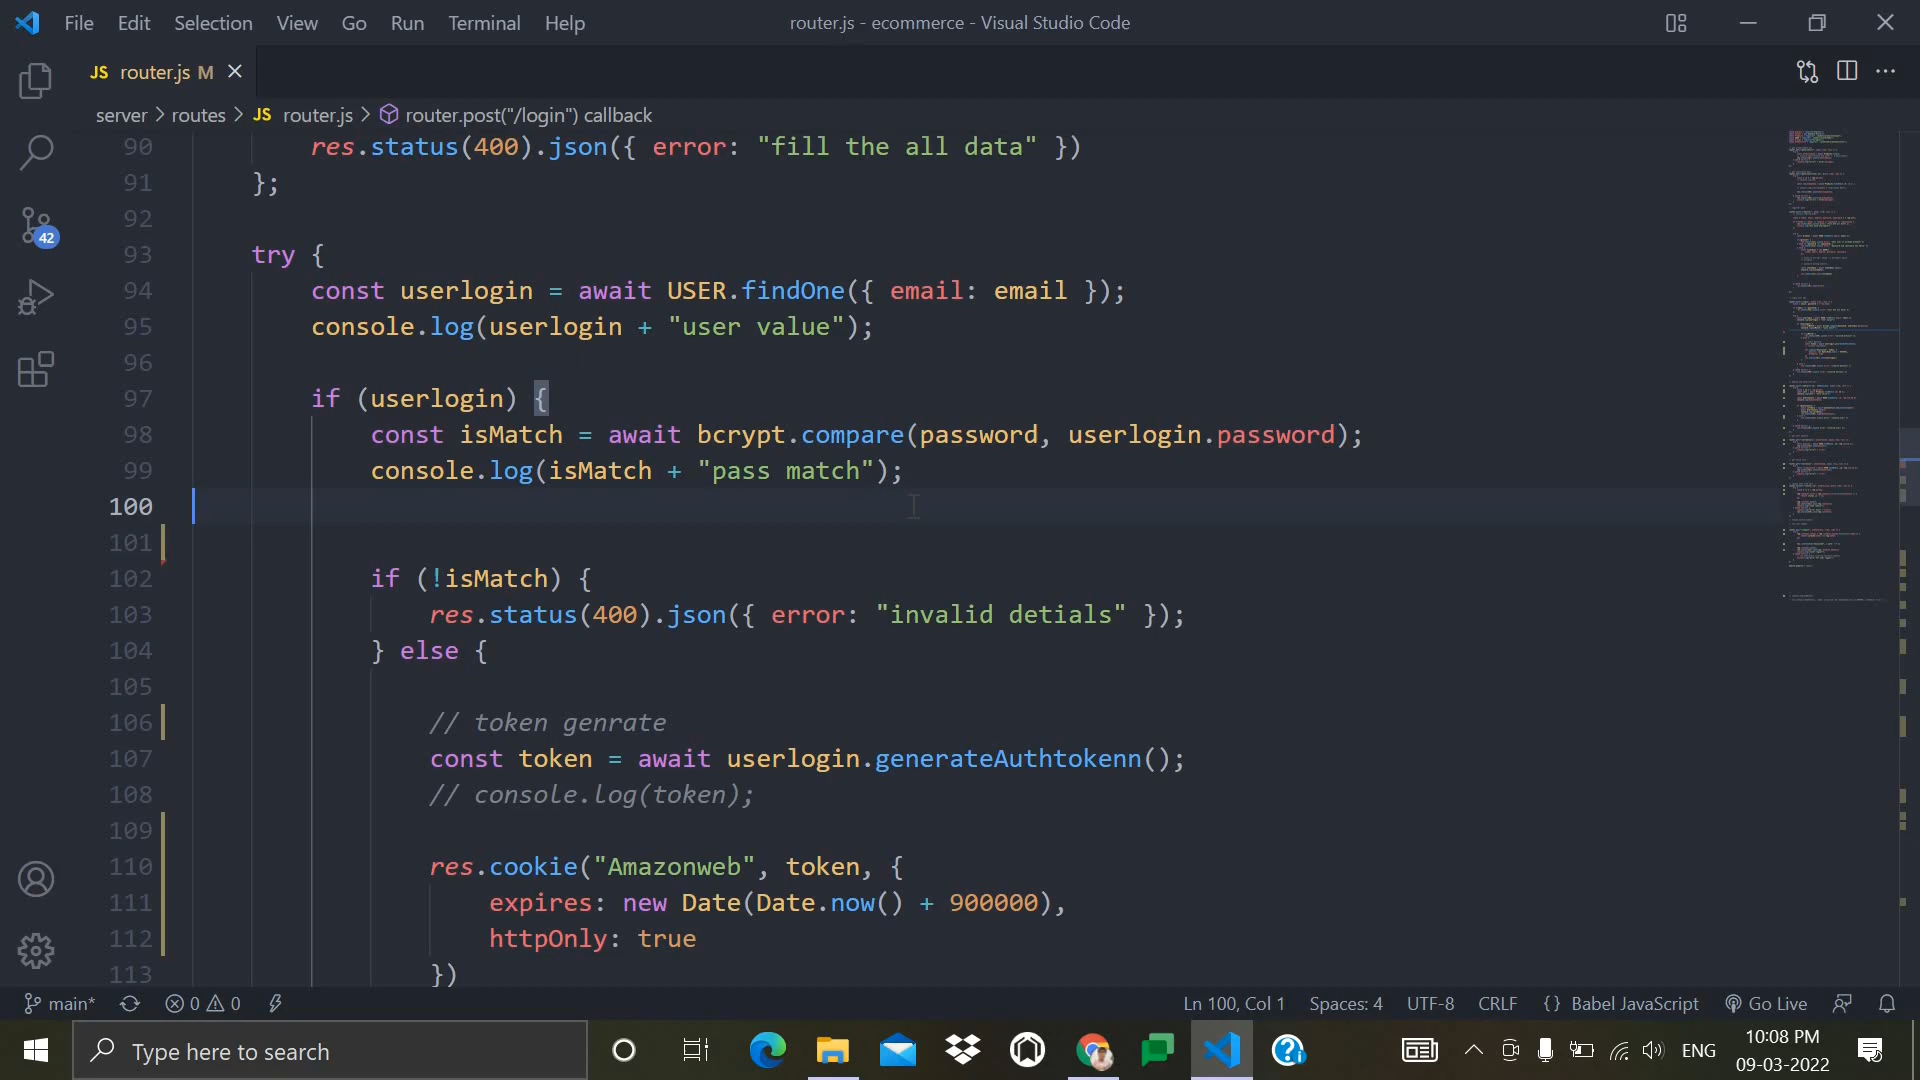 File Edit Selection View Go Run Terminal Help
router.js - ecommerce - Visual Studio Code
JS router.js M
server > routes > JS router.js > router.post("/login") callback
90 res.status(400).json({ error: "fill the all data" })
91 };
92
93 try {
94 const userlogin = await USER.findOne({ email: email });
95 console.log(userlogin + "user value");
96
97 if (userlogin) {
98 const isMatch = await bcrypt.compare(password, userlogin.password);
99 console.log(isMatch + "pass match");
100
101
102 if (!isMatch) {
103 res.status(400).json({ error: "invalid detials" });
104 } else {
105
106 // token genrate
107 const token = await userlogin.generateAuthtokenn();
108 // console.log(token);
109
110 res.cookie("Amazonweb", token, {
111 expires: new Date(Date.now() + 900000),
112 httpOnly: true
113 })
42
main* 0 0 Ln 100, Col 1 Spaces: 4 UTF-8 CRLF {} Babel JavaScript Go Live
Type here to search
ENG
10:08 PM
09-03-2022